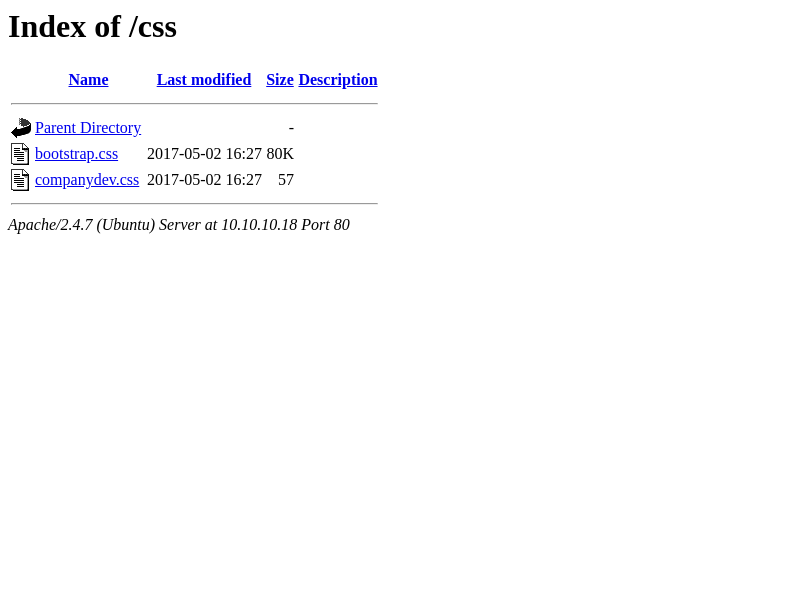 Index of /css
Name Last modified Size Description
Parent Directory -
bootstrap.css 2017-05-02 16:27 80K
companydev.css 2017-05-02 16:27 57
Apache/2.4.7 (Ubuntu) Server at 10.10.10.18 Port 80